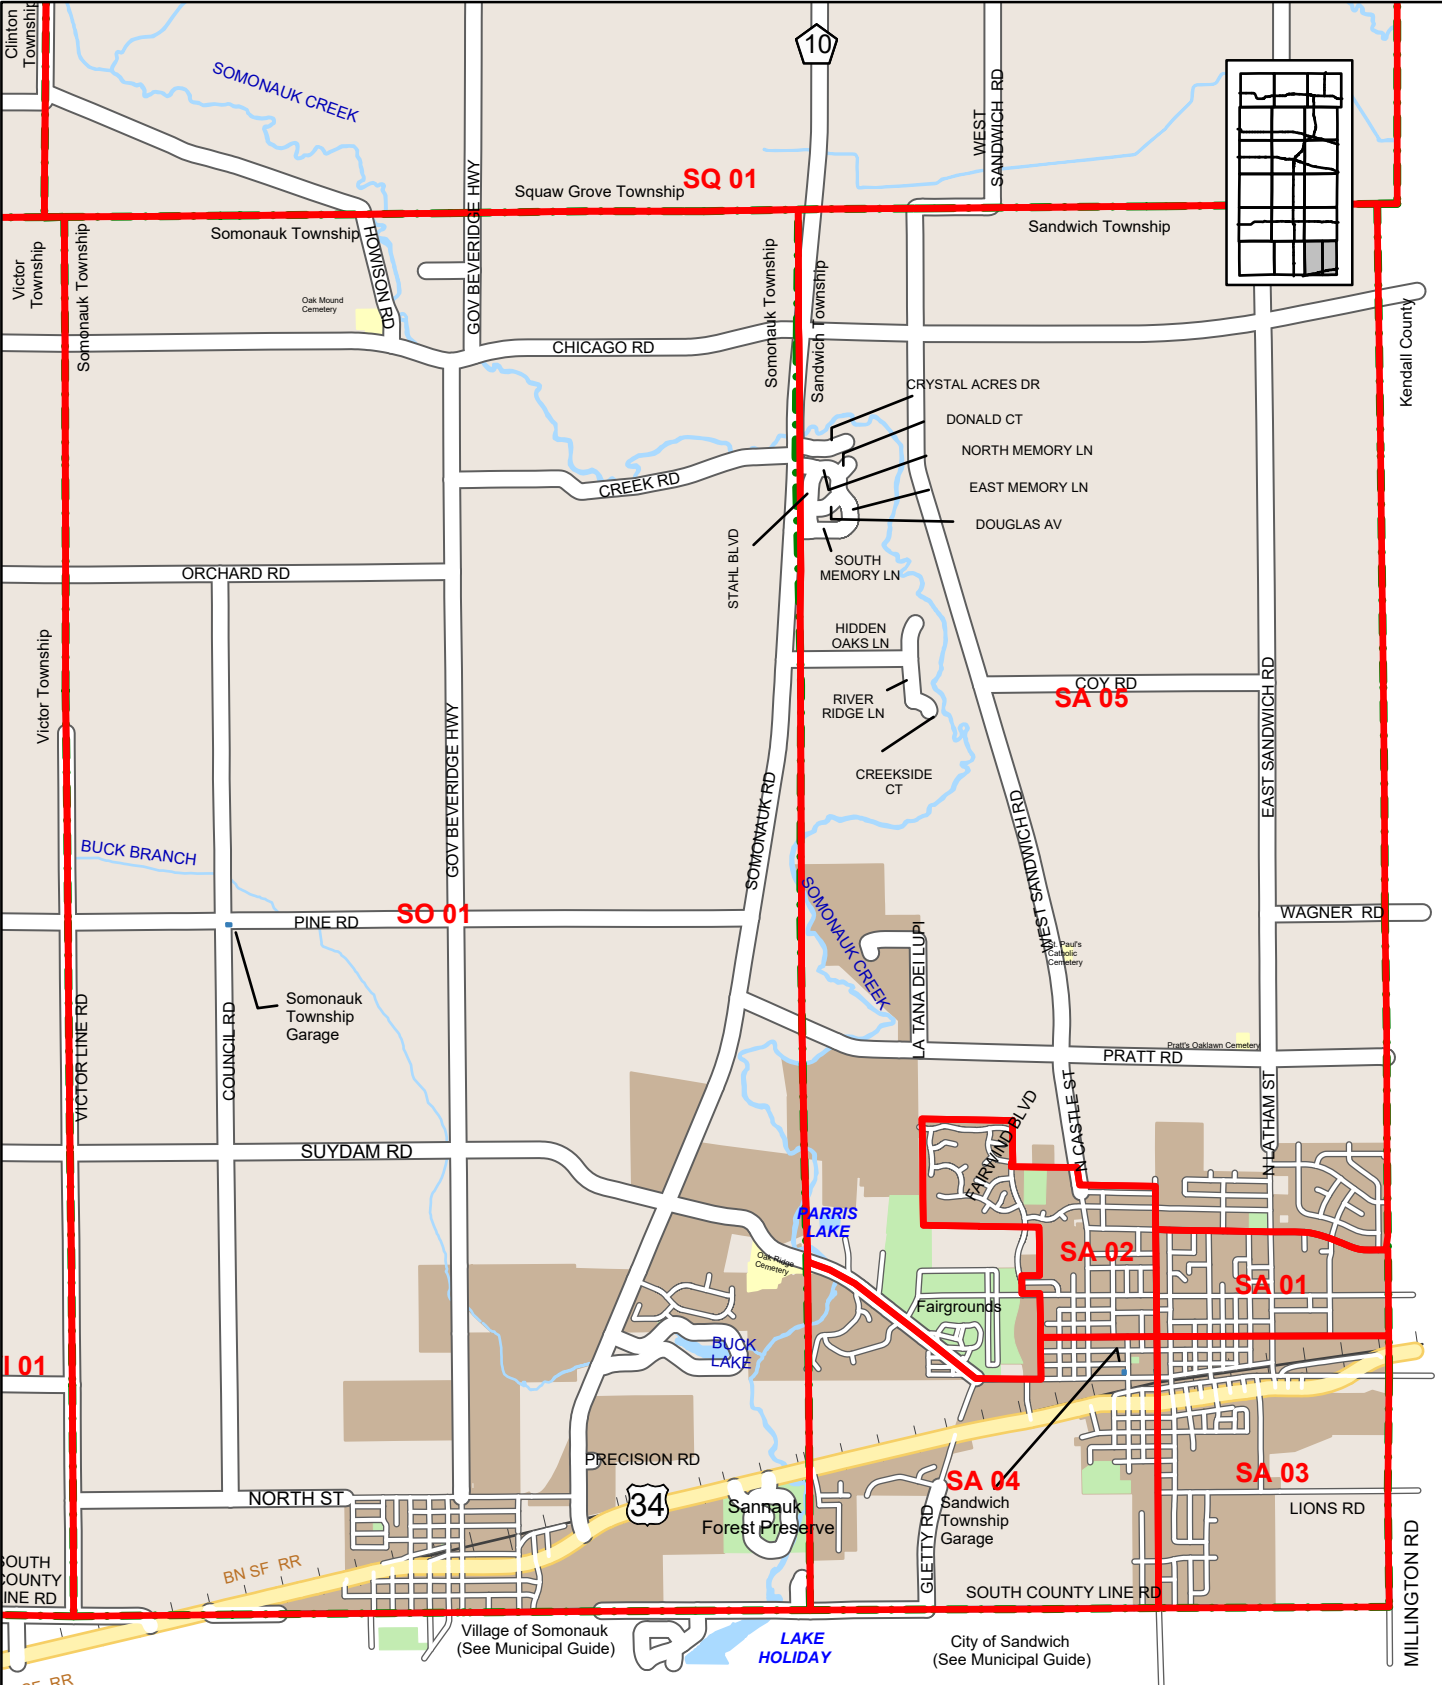 Clinton
Township
SOMONAUK CREEK
10
WEST
SANDWICH RD
GOV BEVERIDGE HWY
Squaw Grove Township
SQ 01
Somonauk Township
Sandwich Township
Victor
Township
Somonauk Township
HOWISON RD
Oak Mound
Cemetery
Somonauk Township
Sandwich Township
Kendall County
CHICAGO RD
CRYSTAL ACRES DR
DONALD CT
NORTH MEMORY LN
EAST MEMORY LN
DOUGLAS AV
CREEK RD
STAHL BLVD
SOUTH
MEMORY LN
ORCHARD RD
HIDDEN
OAKS LN
Victor Township
COY RD
SA 05
RIVER
RIDGE LN
EAST SANDWICH RD
CREEKSIDE
CT
GOV BEVERIDGE HWY
SOMONAUK RD
WEST SANDWICH RD
BUCK BRANCH
SOMONAUK CREEK
SO 01
PINE RD
WAGNER RD
LA TANA DEI LUPI
St. Paul's
Catholic
Cemetery
Somonauk
Township
Garage
VICTOR LINE RD
COUNCIL RD
Pratt's Oaklawn Cemetery
PRATT RD
N CASTLE ST
N LATHAM ST
FAIRWIND BLVD
SUYDAM RD
PARRIS
LAKE
SA 02
Oak Ridge
Cemetery
SA 01
Fairgrounds
BUCK
LAKE
I 01
PRECISION RD
SA 04
SA 03
NORTH ST
34
Sannauk
Forest Preserve
Sandwich
Township
Garage
LIONS RD
GLETTY RD
MILLINGTON RD
BN SF RR
SOUTH
COUNTY
INE RD
SOUTH COUNTY LINE RD
Village of Somonauk
(See Municipal Guide)
LAKE
HOLIDAY
City of Sandwich
(See Municipal Guide)
SF RR